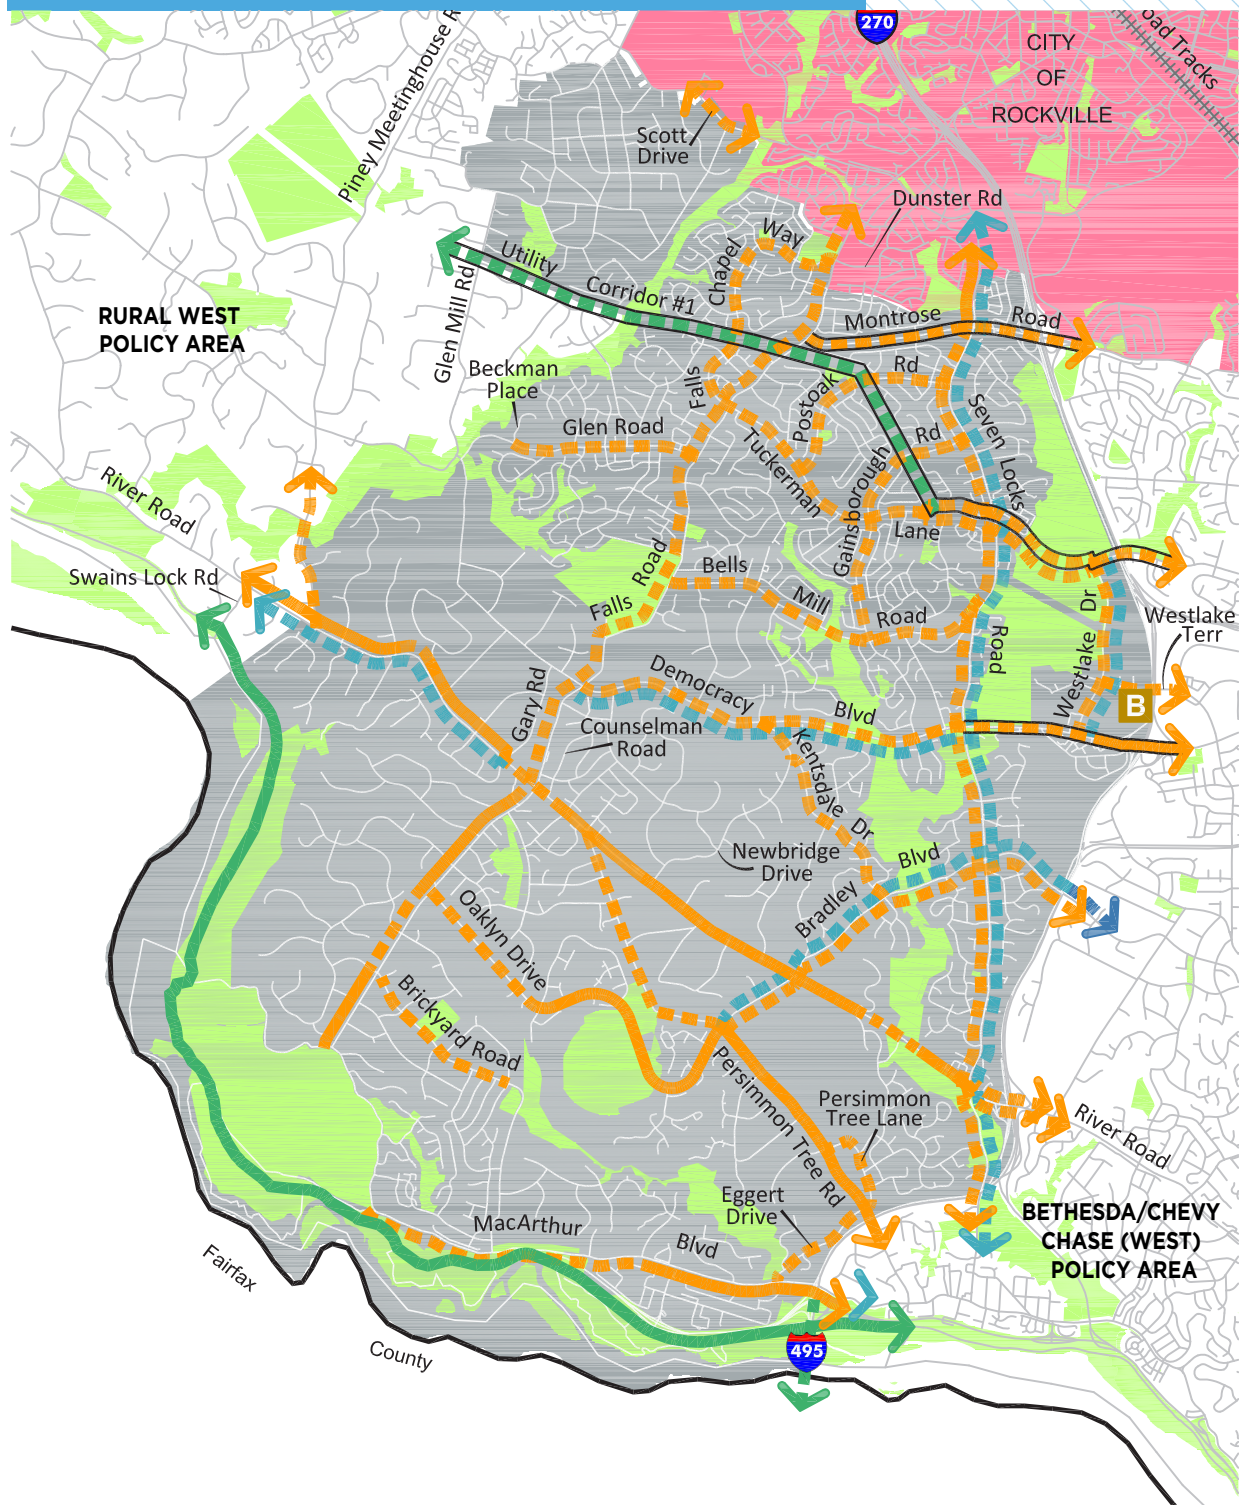 270
CITY
OF
ROCKVILLE
oad Tracks
Piney Meetinghouse R
Scott
Drive
Dunster Rd
Way
Chapel
Utility
Corridor #1
Glen Mill Rd
RURAL WEST
POLICY AREA
Montrose
Road
Beckman
Place
Falls
Rd
Postoak
Seven
Locks
Road
Glen Road
Rd
Tuckerman
Lane
Gainsborough
River Road
Swains Lock Rd
Falls
Road
Bells
Mill
Road
Westlake
Dr
Westlake
Terr
B
Democracy
Blvd
Gary Rd
Counselman
Road
Kentsdale Dr
Newbridge
Drive
Bradley
Blvd
Oaklyn Drive
Brickyard Road
Persimmon Tree Rd
Persimmon
Tree Lane
River Road
Eggert
Drive
BETHESDA/CHEVY
CHASE (WEST)
POLICY AREA
MacArthur
Blvd
Fairfax
County
495